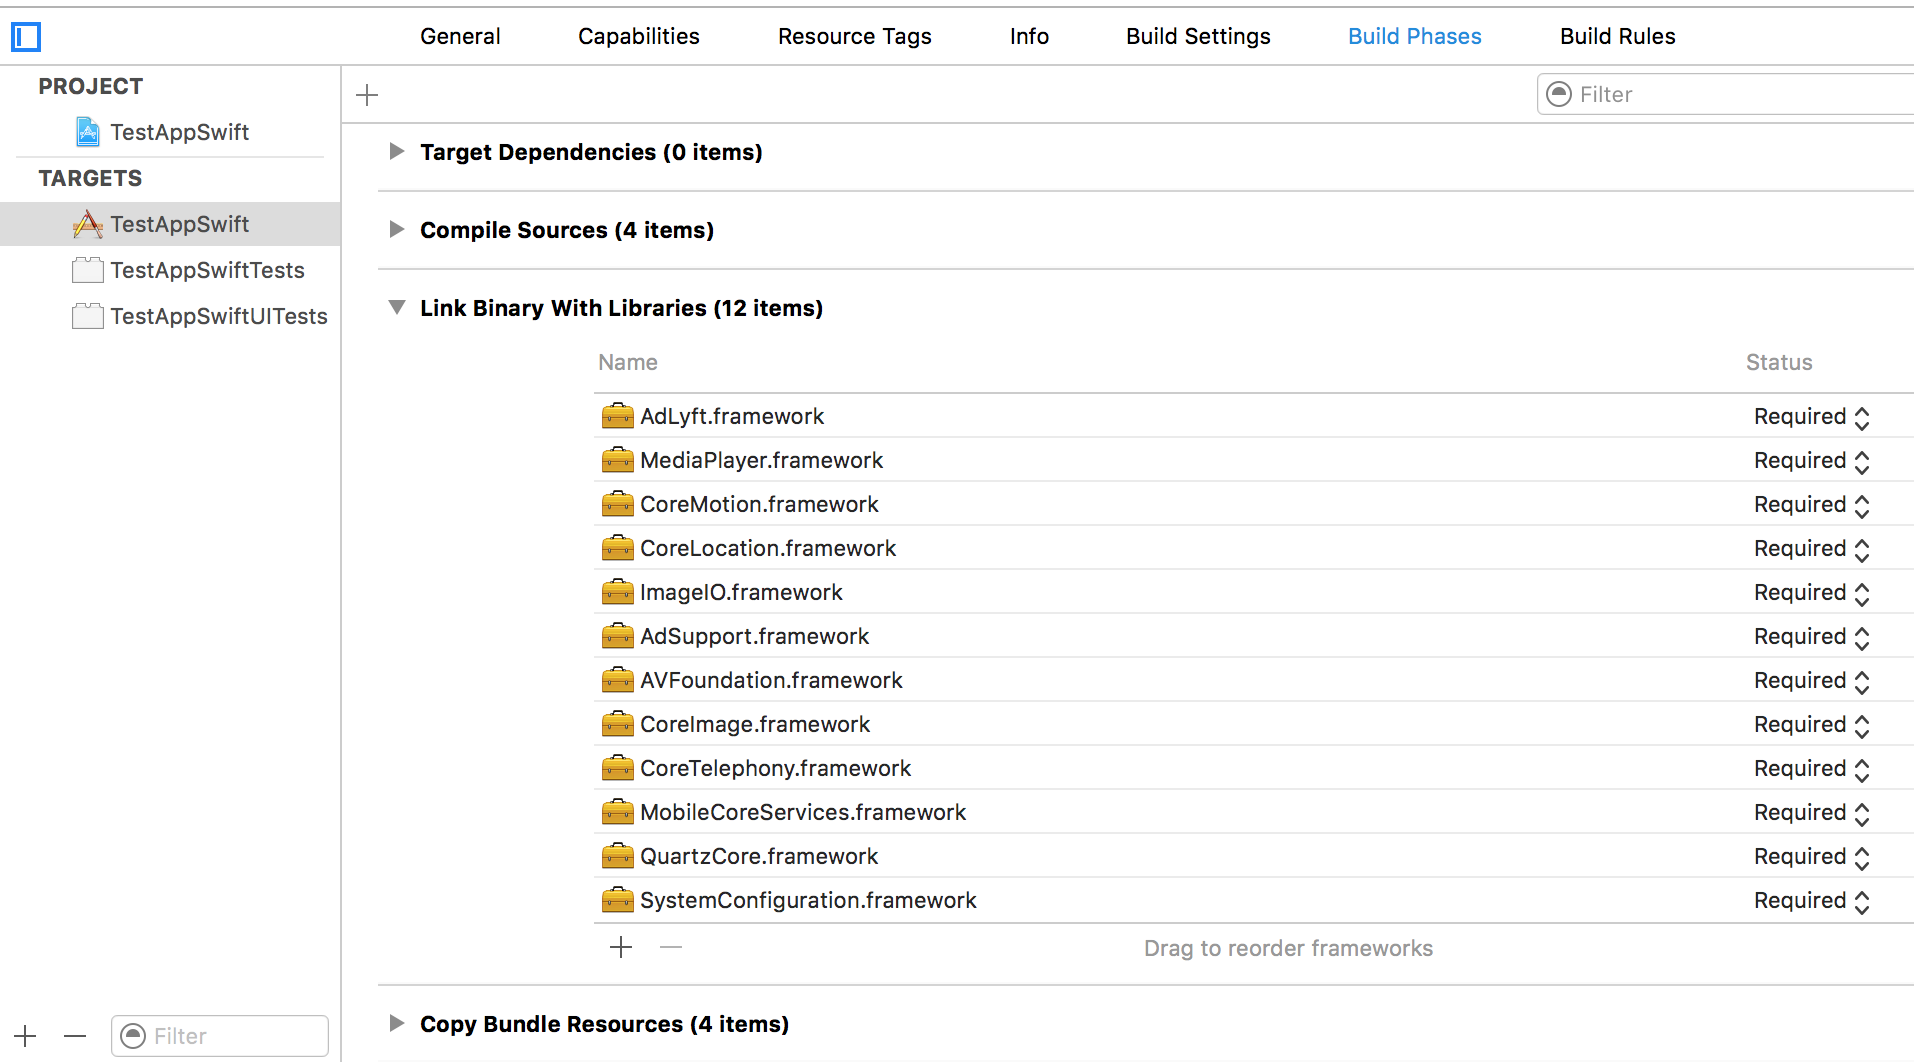 General Capabilities Resource Tags Info Build Settings Build Phases Build Rules
PROJECT
TestAppSwift
TARGETS
TestAppSwift
TestAppSwiftTests
TestAppSwiftUITests
Filter
Filter
Target Dependencies (0 items)
Compile Sources (4 items)
Link Binary With Libraries (12 items)
Name Status
AdLyft.framework Required
MediaPlayer.framework Required
CoreMotion.framework Required
CoreLocation.framework Required
ImageIO.framework Required
AdSupport.framework Required
AVFoundation.framework Required
CoreImage.framework Required
CoreTelephony.framework Required
MobileCoreServices.framework Required
QuartzCore.framework Required
SystemConfiguration.framework Required
Drag to reorder frameworks
Copy Bundle Resources (4 items)